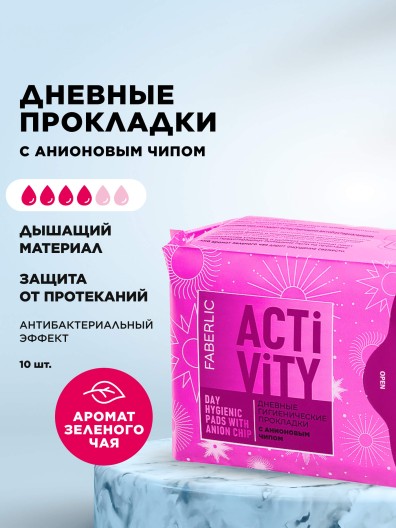 ДНЕВНЫЕ
ПРОКЛАДКИ
С АНИОНОВЫМ ЧИПОМ
ДЫШАЩИЙ
МАТЕРИАЛ
ЗАЩИТА
ОТ ПРОТЕКАНИЙ
АНТИБАКТЕРИАЛЬНЫЙ
ЭФФЕКТ
10 шт.
АРОМАТ
ЗЕЛЕНОГО
ЧАЯ
FABERLIC
ACTi
ViTY
DAY
HYGIENIC
PADS WITH
ANION CHIP
ДНЕВНЫЕ
ГИГИЕНИЧЕСКИЕ
ПРОКЛАДКИ
С АНИОНОВЫМ
ЧИПОМ
OPEN